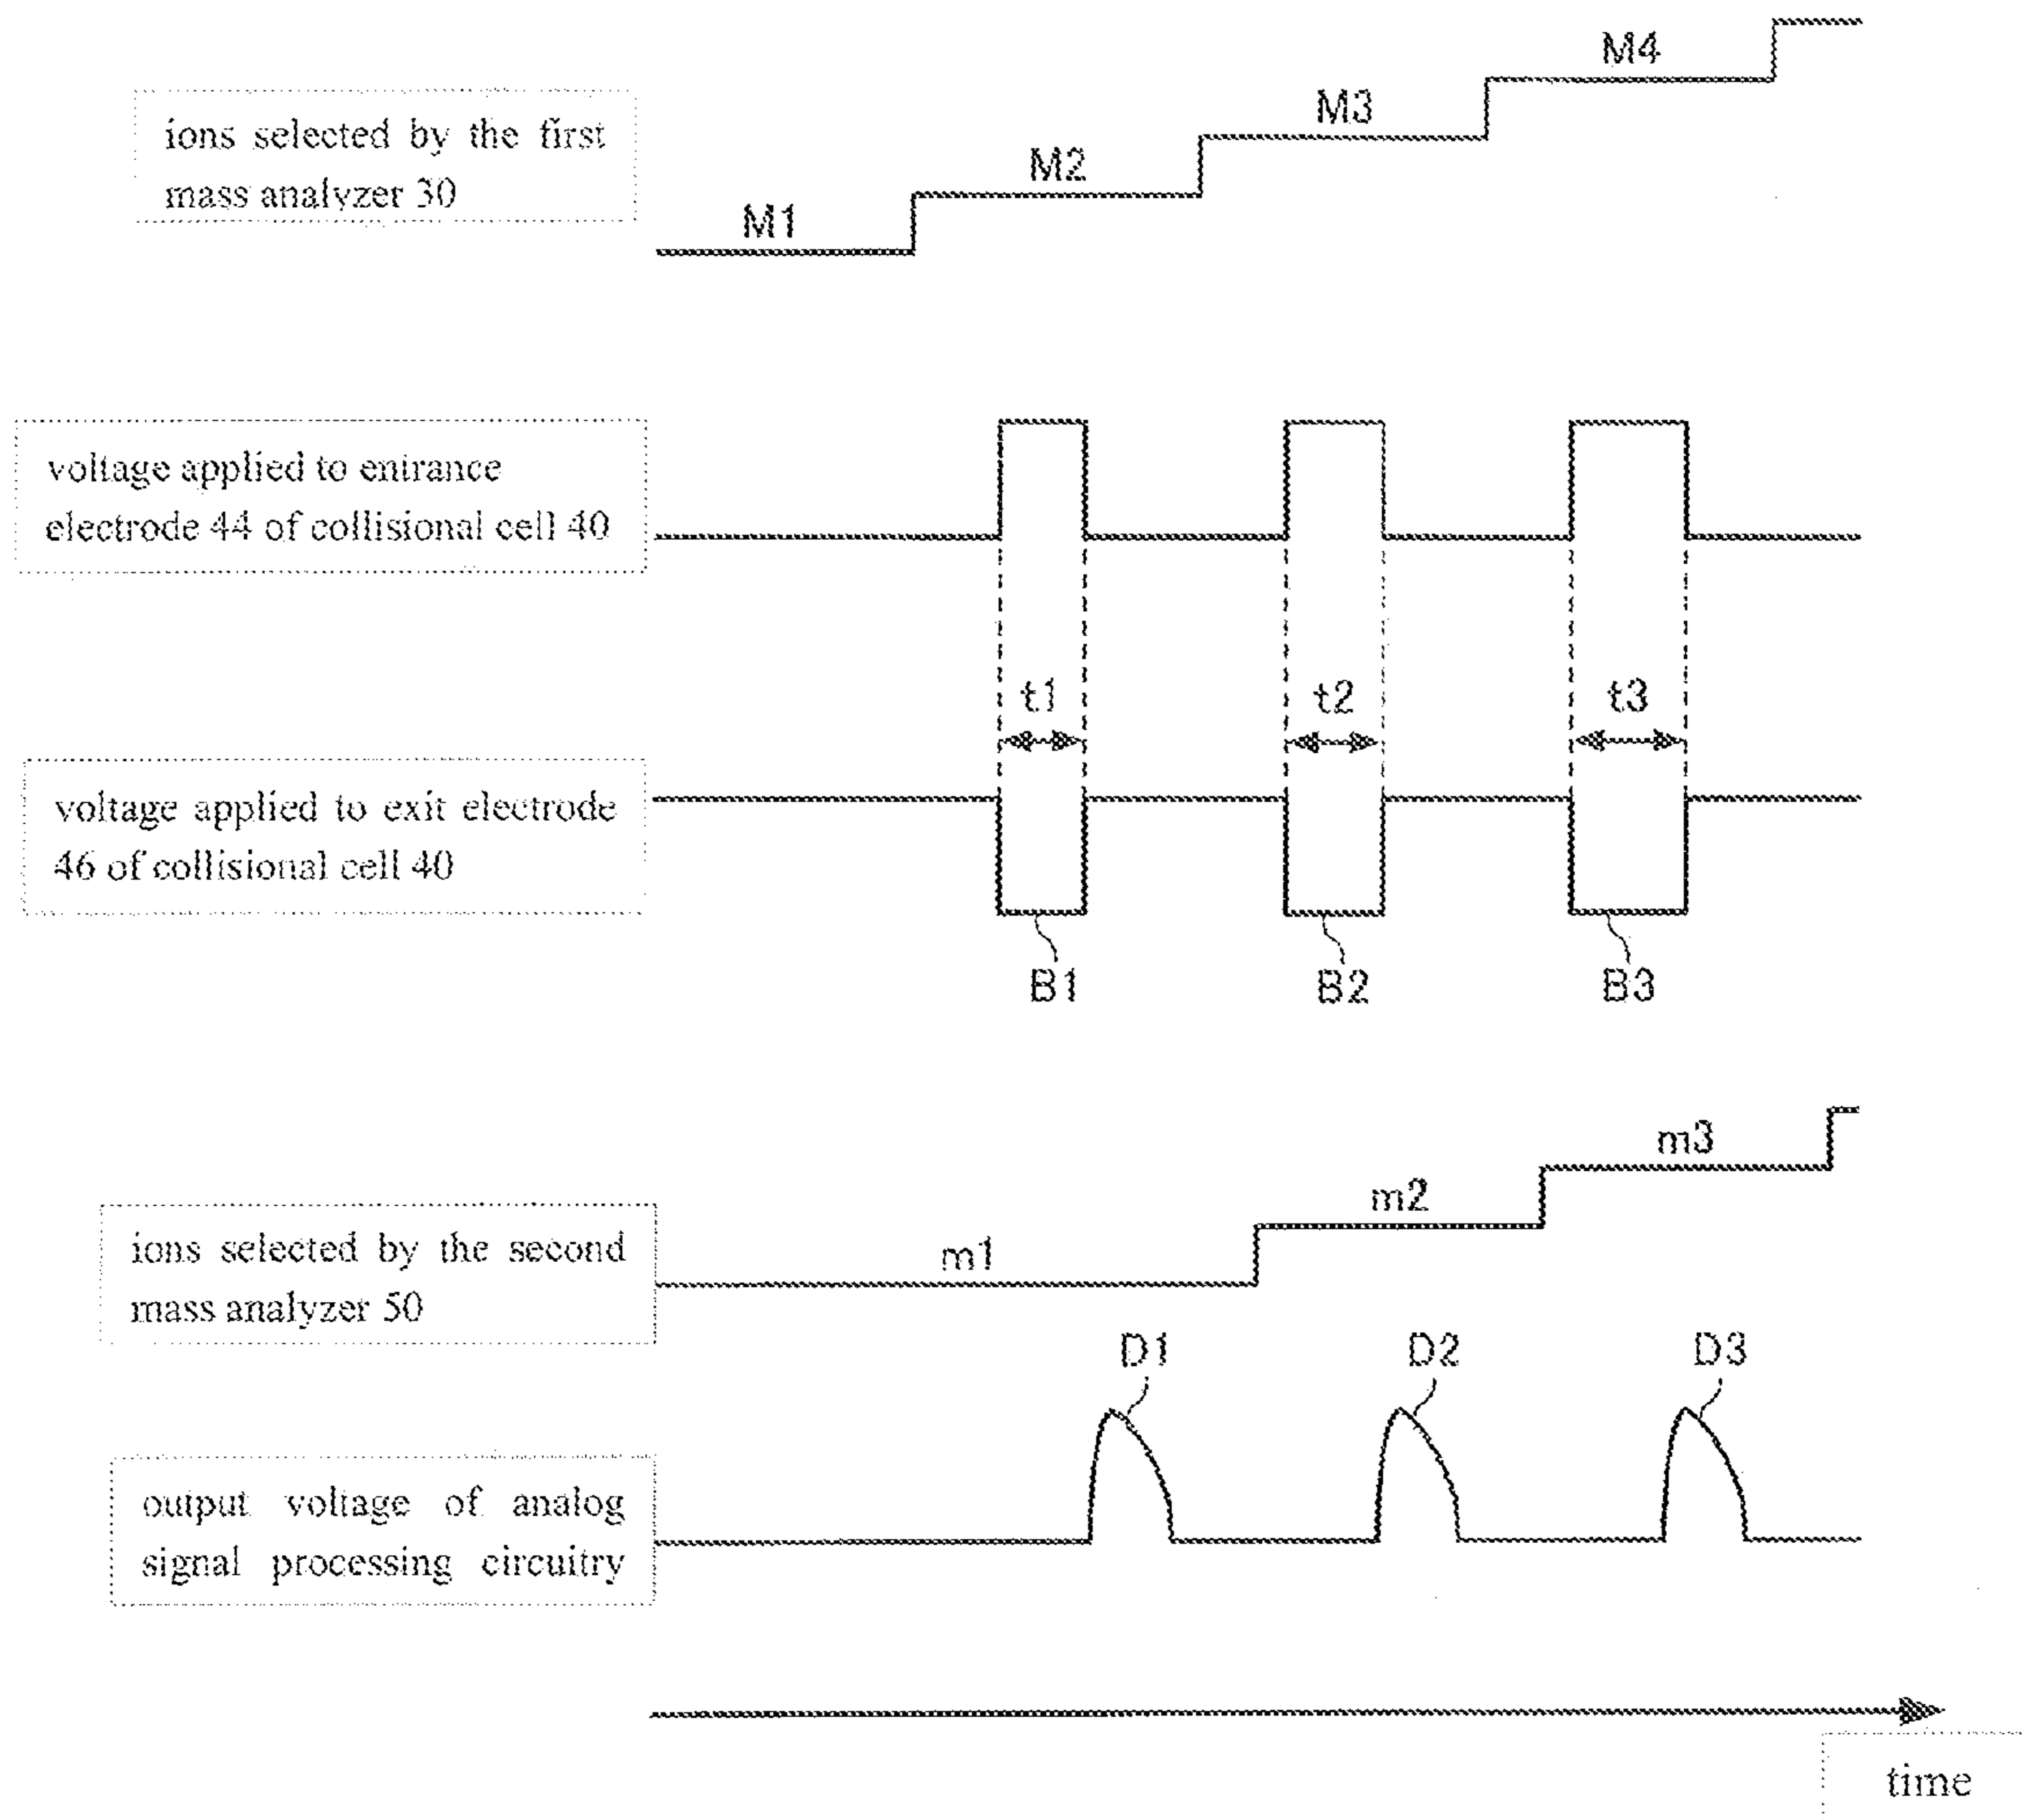 M4
M3
M2
M1
ions selected by the first
mass analyzer 30
voltage applied to entrance
electrode 44 of collisional cell 40
t1 t2 t3
voltage applied to exit electrode
46 of collisional cell 40
B1 B2 B3
m3
m2
m1
ions selected by the second
mass analyzer 50
D1 D2 D3
output voltage of analog
signal processing circuitry
time